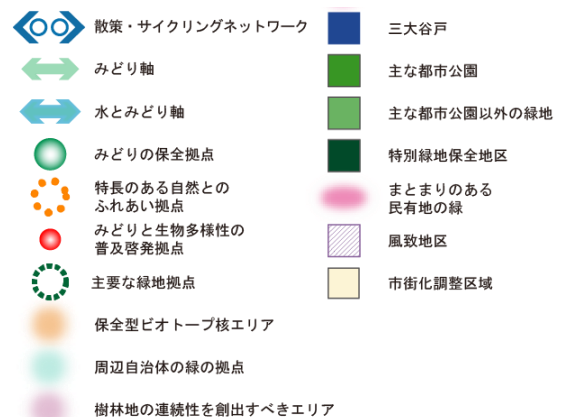 散策・サイクリングネットワーク
みどり軸
水とみどり軸
みどりの保全拠点
特長のある自然との
ふれあい拠点
みどりと生物多様性の
普及啓発拠点
主要な緑地拠点
保全型ビオトープ核エリア
周辺自治体の緑の拠点
樹林地の連続性を創出すべきエリア
三大谷戸
主な都市公園
主な都市公園以外の緑地
特別緑地保全地区
まとまりのある
民有地の緑
風致地区
市街化調整区域